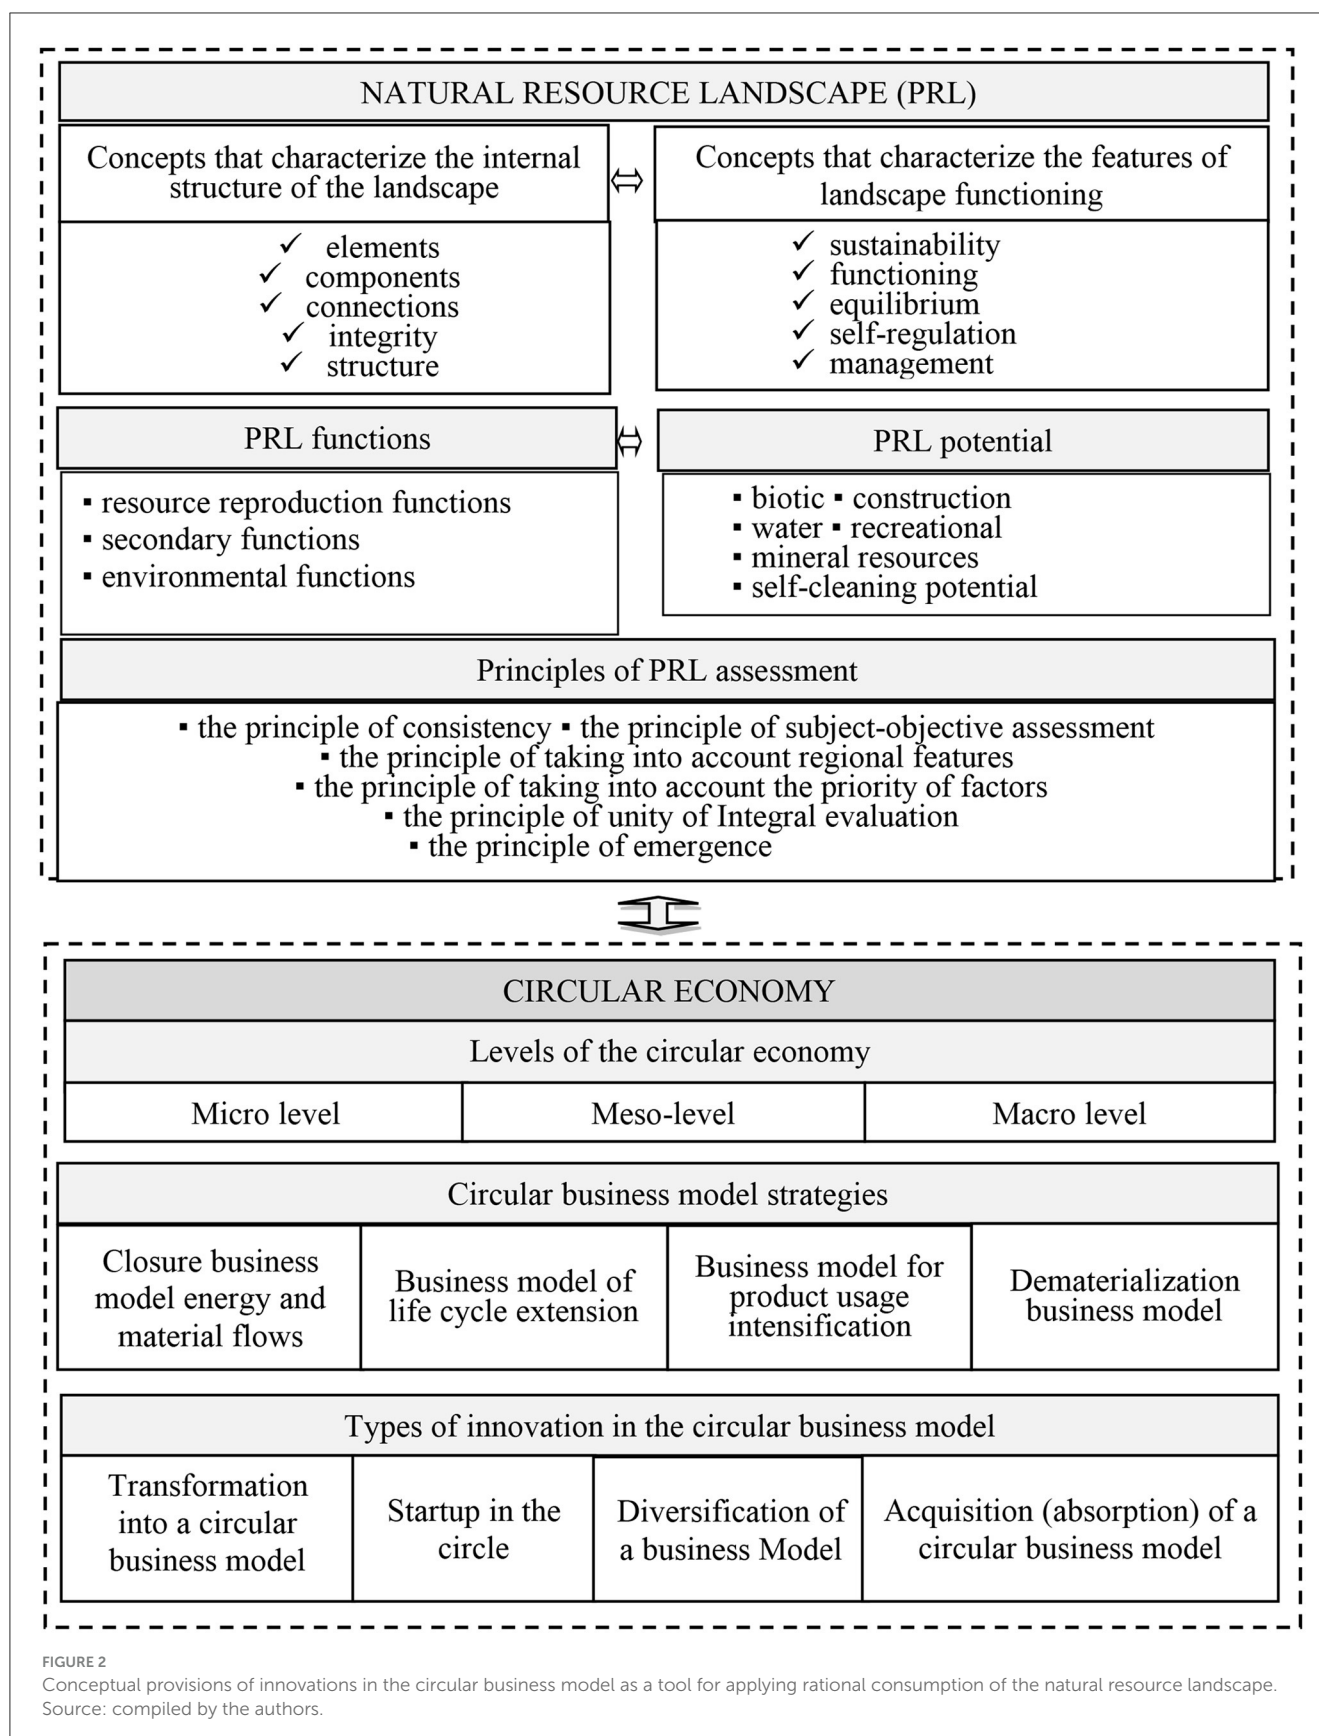 NATURAL RESOURCE LANDSCAPE (PRL)
Concepts that characterize the internal
structure of the landscape
Concepts that characterize the features of
landscape functioning
✓ elements
✓ components
✓ connections
✓ integrity
✓ structure
✓ sustainability
✓ functioning
✓ equilibrium
✓ self-regulation
✓ management
PRL functions
PRL potential
▪ resource reproduction functions
▪ secondary functions
▪ environmental functions
▪ biotic ▪ construction
▪ water ▪ recreational
▪ mineral resources
▪ self-cleaning potential
Principles of PRL assessment
▪ the principle of consistency ▪ the principle of subject-objective assessment
▪ the principle of taking into account regional features
▪ the principle of taking into account the priority of factors
▪ the principle of unity of Integral evaluation
▪ the principle of emergence
CIRCULAR ECONOMY
Levels of the circular economy
Micro level
Meso-level
Macro level
Circular business model strategies
Closure business
model energy and
material flows
Business model of
life cycle extension
Business model for
product usage
intensification
Dematerialization
business model
Types of innovation in the circular business model
Transformation
into a circular
business model
Startup in the
circle
Diversification of
a business Model
Acquisition (absorption) of a
circular business model
FIGURE 2
Conceptual provisions of innovations in the circular business model as a tool for applying rational consumption of the natural resource landscape.
Source: compiled by the authors.